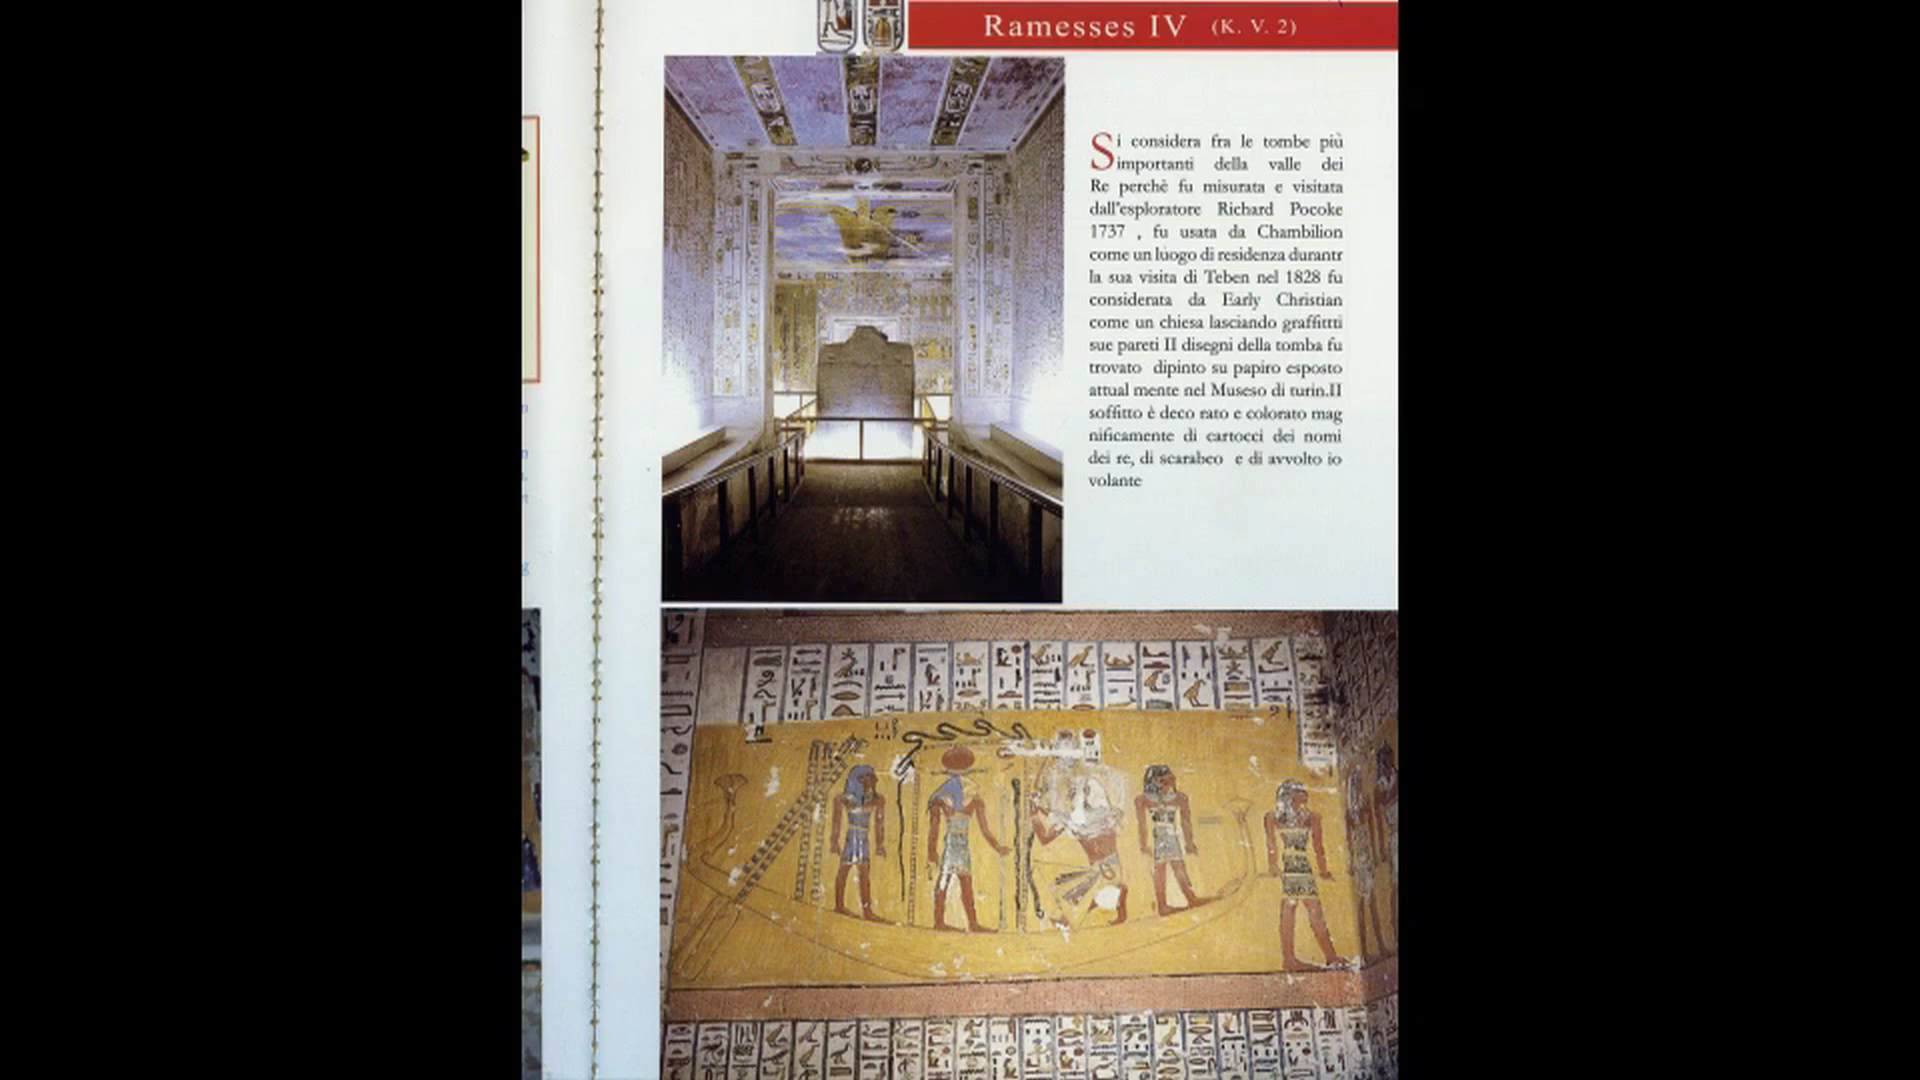 Ramesses IV (K. V. 2)
Si considera fra le tombe più
importanti della valle dei
Re perchè fu misurata e visitata
dall'esploratore Richard Pocoke
1737 , fu usata da Chambilion
come un luogo di residenza durantr
la sua visita di Teben nel 1828 fu
considerata da Early Christian
come un chiesa lasciando graffittti
sue pareti II disegni della tomba fu
trovato dipinto su papiro esposto
attual mente nel Museso di turin.II
soffitto è deco rato e colorato mag
nificamente di cartocci dei nomi
dei re, di scarabeo e di avvolto io
volante